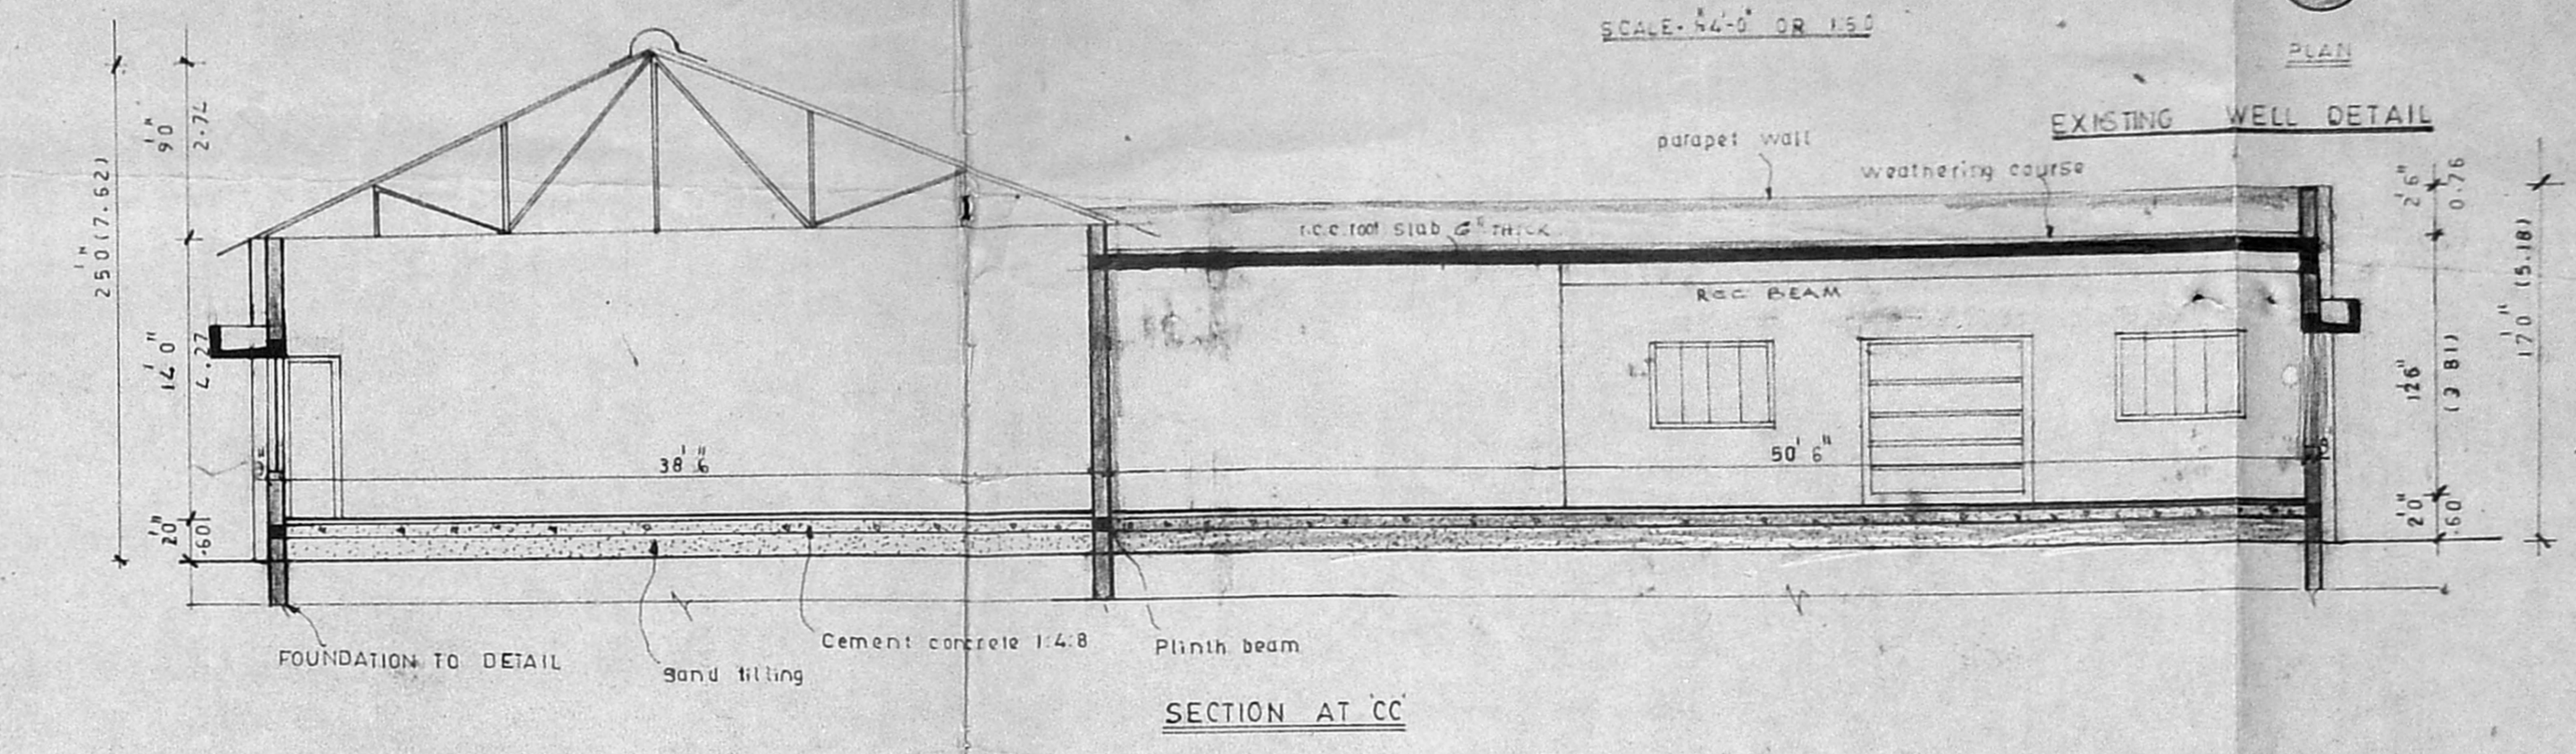 SCALE- ¼"=4'-0" OR 1:50
PLAN
EXISTING WELL DETAIL
parapet wall
weathering course
r.c.c. roof slab 6" THICK
RCC BEAM
9'0"
2.74
25'0" (7.62)
14'0"
4.27
2'0"
.60
38' 6"
50' 6"
2'6"
0.76
17'0" (5.18)
12'6"
(3.81)
2'0"
.60
FOUNDATION TO DETAIL
sand filling
Cement concrete 1:4:8
Plinth beam
SECTION AT 'CC'